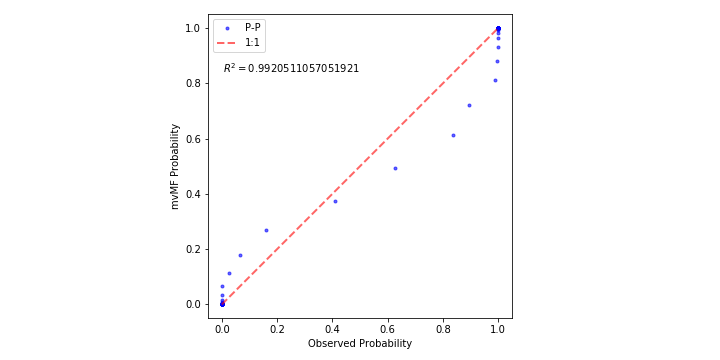 P-P
1:1
R² = 0.9920511057051921
1.0
0.8
0.6
0.4
0.2
0.0
mvMF Probability
0.0 0.2 0.4 0.6 0.8 1.0
Observed Probability